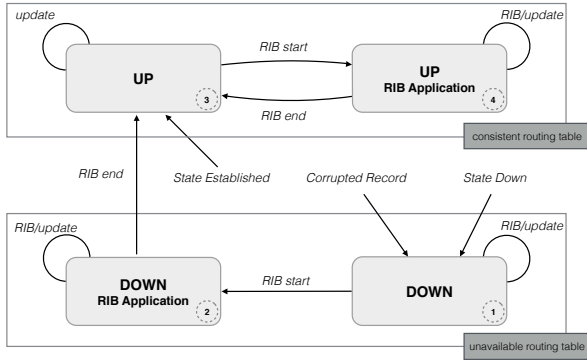 update
RIB/update
UP
RIB start
UP
RIB Application
3
4
RIB end
consistent routing table
RIB end
State Established
Corrupted Record
State Down
RIB/update
RIB/update
DOWN
RIB Application
RIB start
DOWN
2
1
unavailable routing table